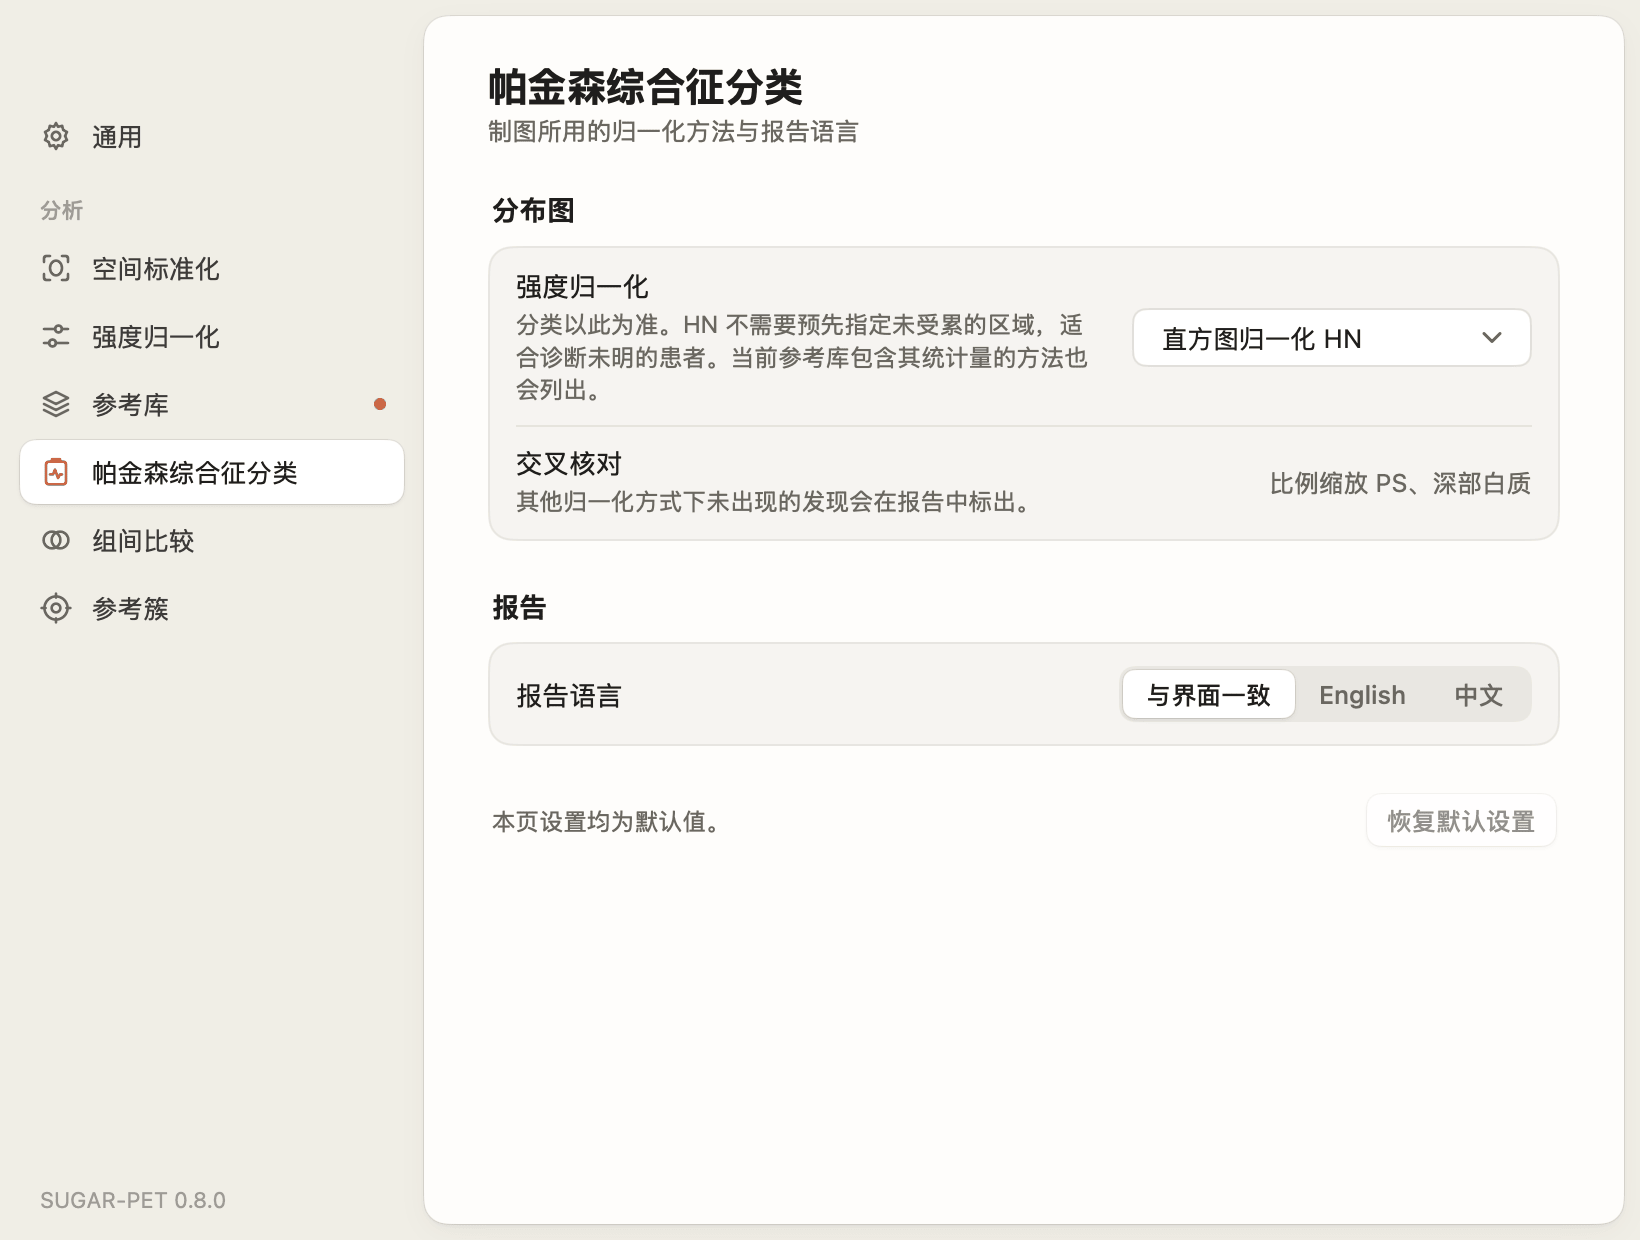 通用
分析
空间标准化
强度归一化
参考库
帕金森综合征分类
组间比较
参考簇
SUGAR-PET 0.8.0
帕金森综合征分类
制图所用的归一化方法与报告语言
分布图
强度归一化
分类以此为准。HN 不需要预先指定未受累的区域，适
合诊断未明的患者。当前参考库包含其统计量的方法也
会列出。
直方图归一化 HN
交叉核对
其他归一化方式下未出现的发现会在报告中标出。
比例缩放 PS、深部白质
报告
报告语言
与界面一致
English
中文
本页设置均为默认值。
恢复默认设置